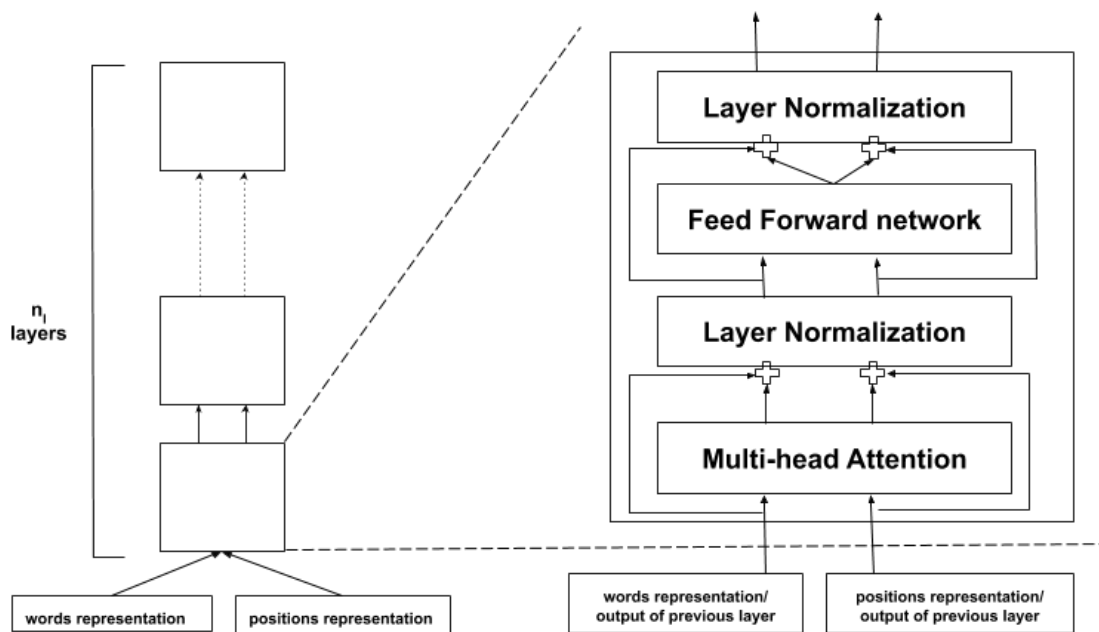 n_l
layers
words representation
positions representation
Layer Normalization
Feed Forward network
Layer Normalization
Multi-head Attention
words representation/
output of previous layer
positions representation/
output of previous layer